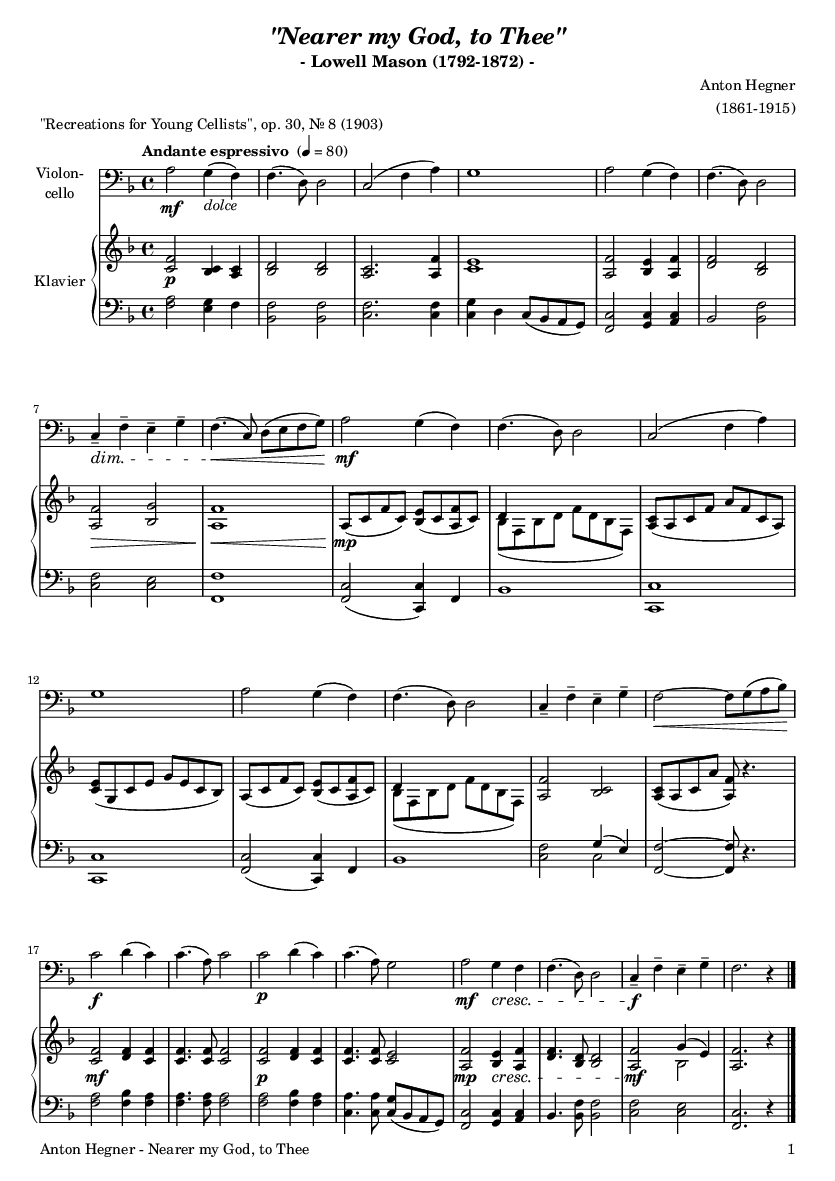 "Nearer my God, to Thee"
- Lowell Mason (1792-1872) -
Anton Hegner
(1861-1915)
"Recreations for Young Cellists", op. 30, № 8 (1903)
Andante espressivo (♩ = 80)
Violon-
cello
mf dolce
Klavier
p
7
dim. mf
mp
12
17
f p mf cresc. f
mf p mp cresc. mf
Anton Hegner - Nearer my God, to Thee 1